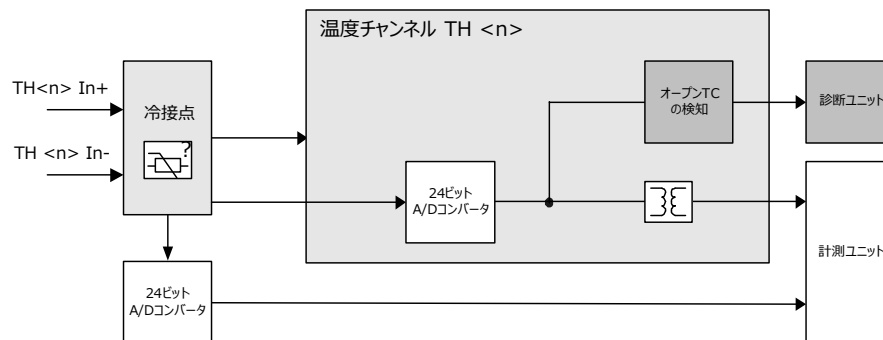 温度チャンネル TH <n>
TH<n> In+
冷接点
オープンTC
の検知
診断ユニット
TH <n> In-
?
24ビット
A/Dコンバータ
計測ユニット
24ビット
A/Dコンバータ